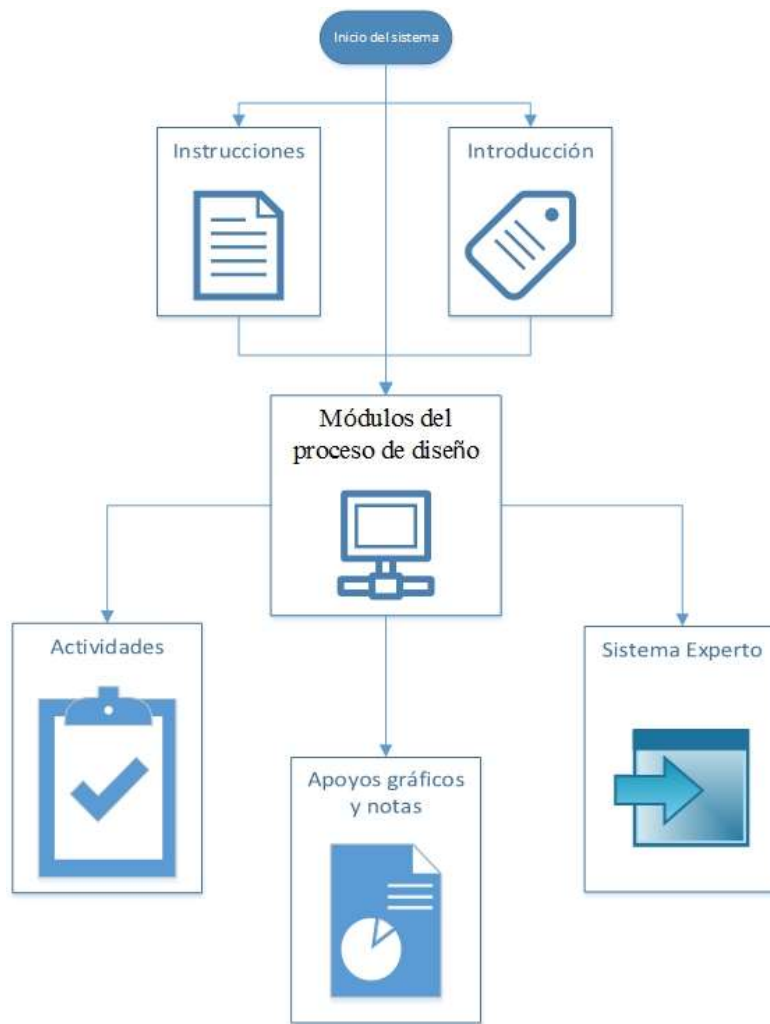 Inicio del sistema
Instrucciones
Introducción
Módulos del
proceso de diseño
Actividades
Sistema Experto
Apoyos gráficos
y notas